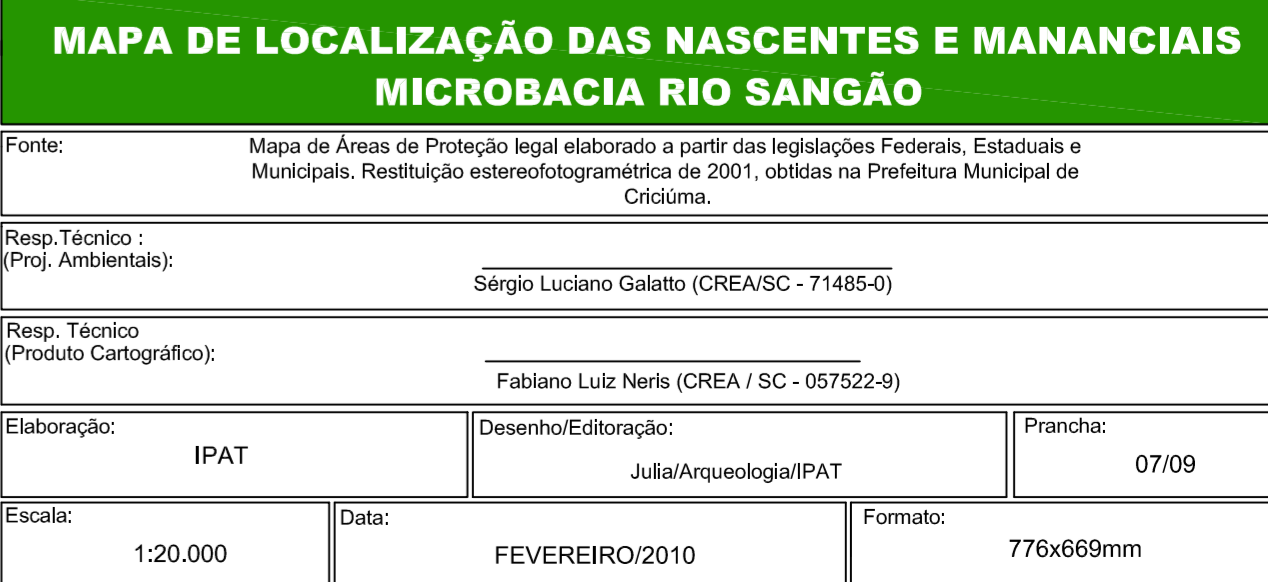 MAPA DE LOCALIZAÇÃO DAS NASCENTES E MANANCIAIS
MICROBACIA RIO SANGÃO
Fonte:
Mapa de Áreas de Proteção legal elaborado a partir das legislações Federais, Estaduais e
Municipais. Restituição estereofotogramétrica de 2001, obtidas na Prefeitura Municipal de
Criciúma.
Resp.Técnico :
(Proj. Ambientais):
Sérgio Luciano Galatto (CREA/SC - 71485-0)
Resp. Técnico
(Produto Cartográfico):
Fabiano Luiz Neris (CREA / SC - 057522-9)
Elaboração:
IPAT
Desenho/Editoração:
Julia/Arqueologia/IPAT
Prancha:
07/09
Escala:
1:20.000
Data:
FEVEREIRO/2010
Formato:
776x669mm